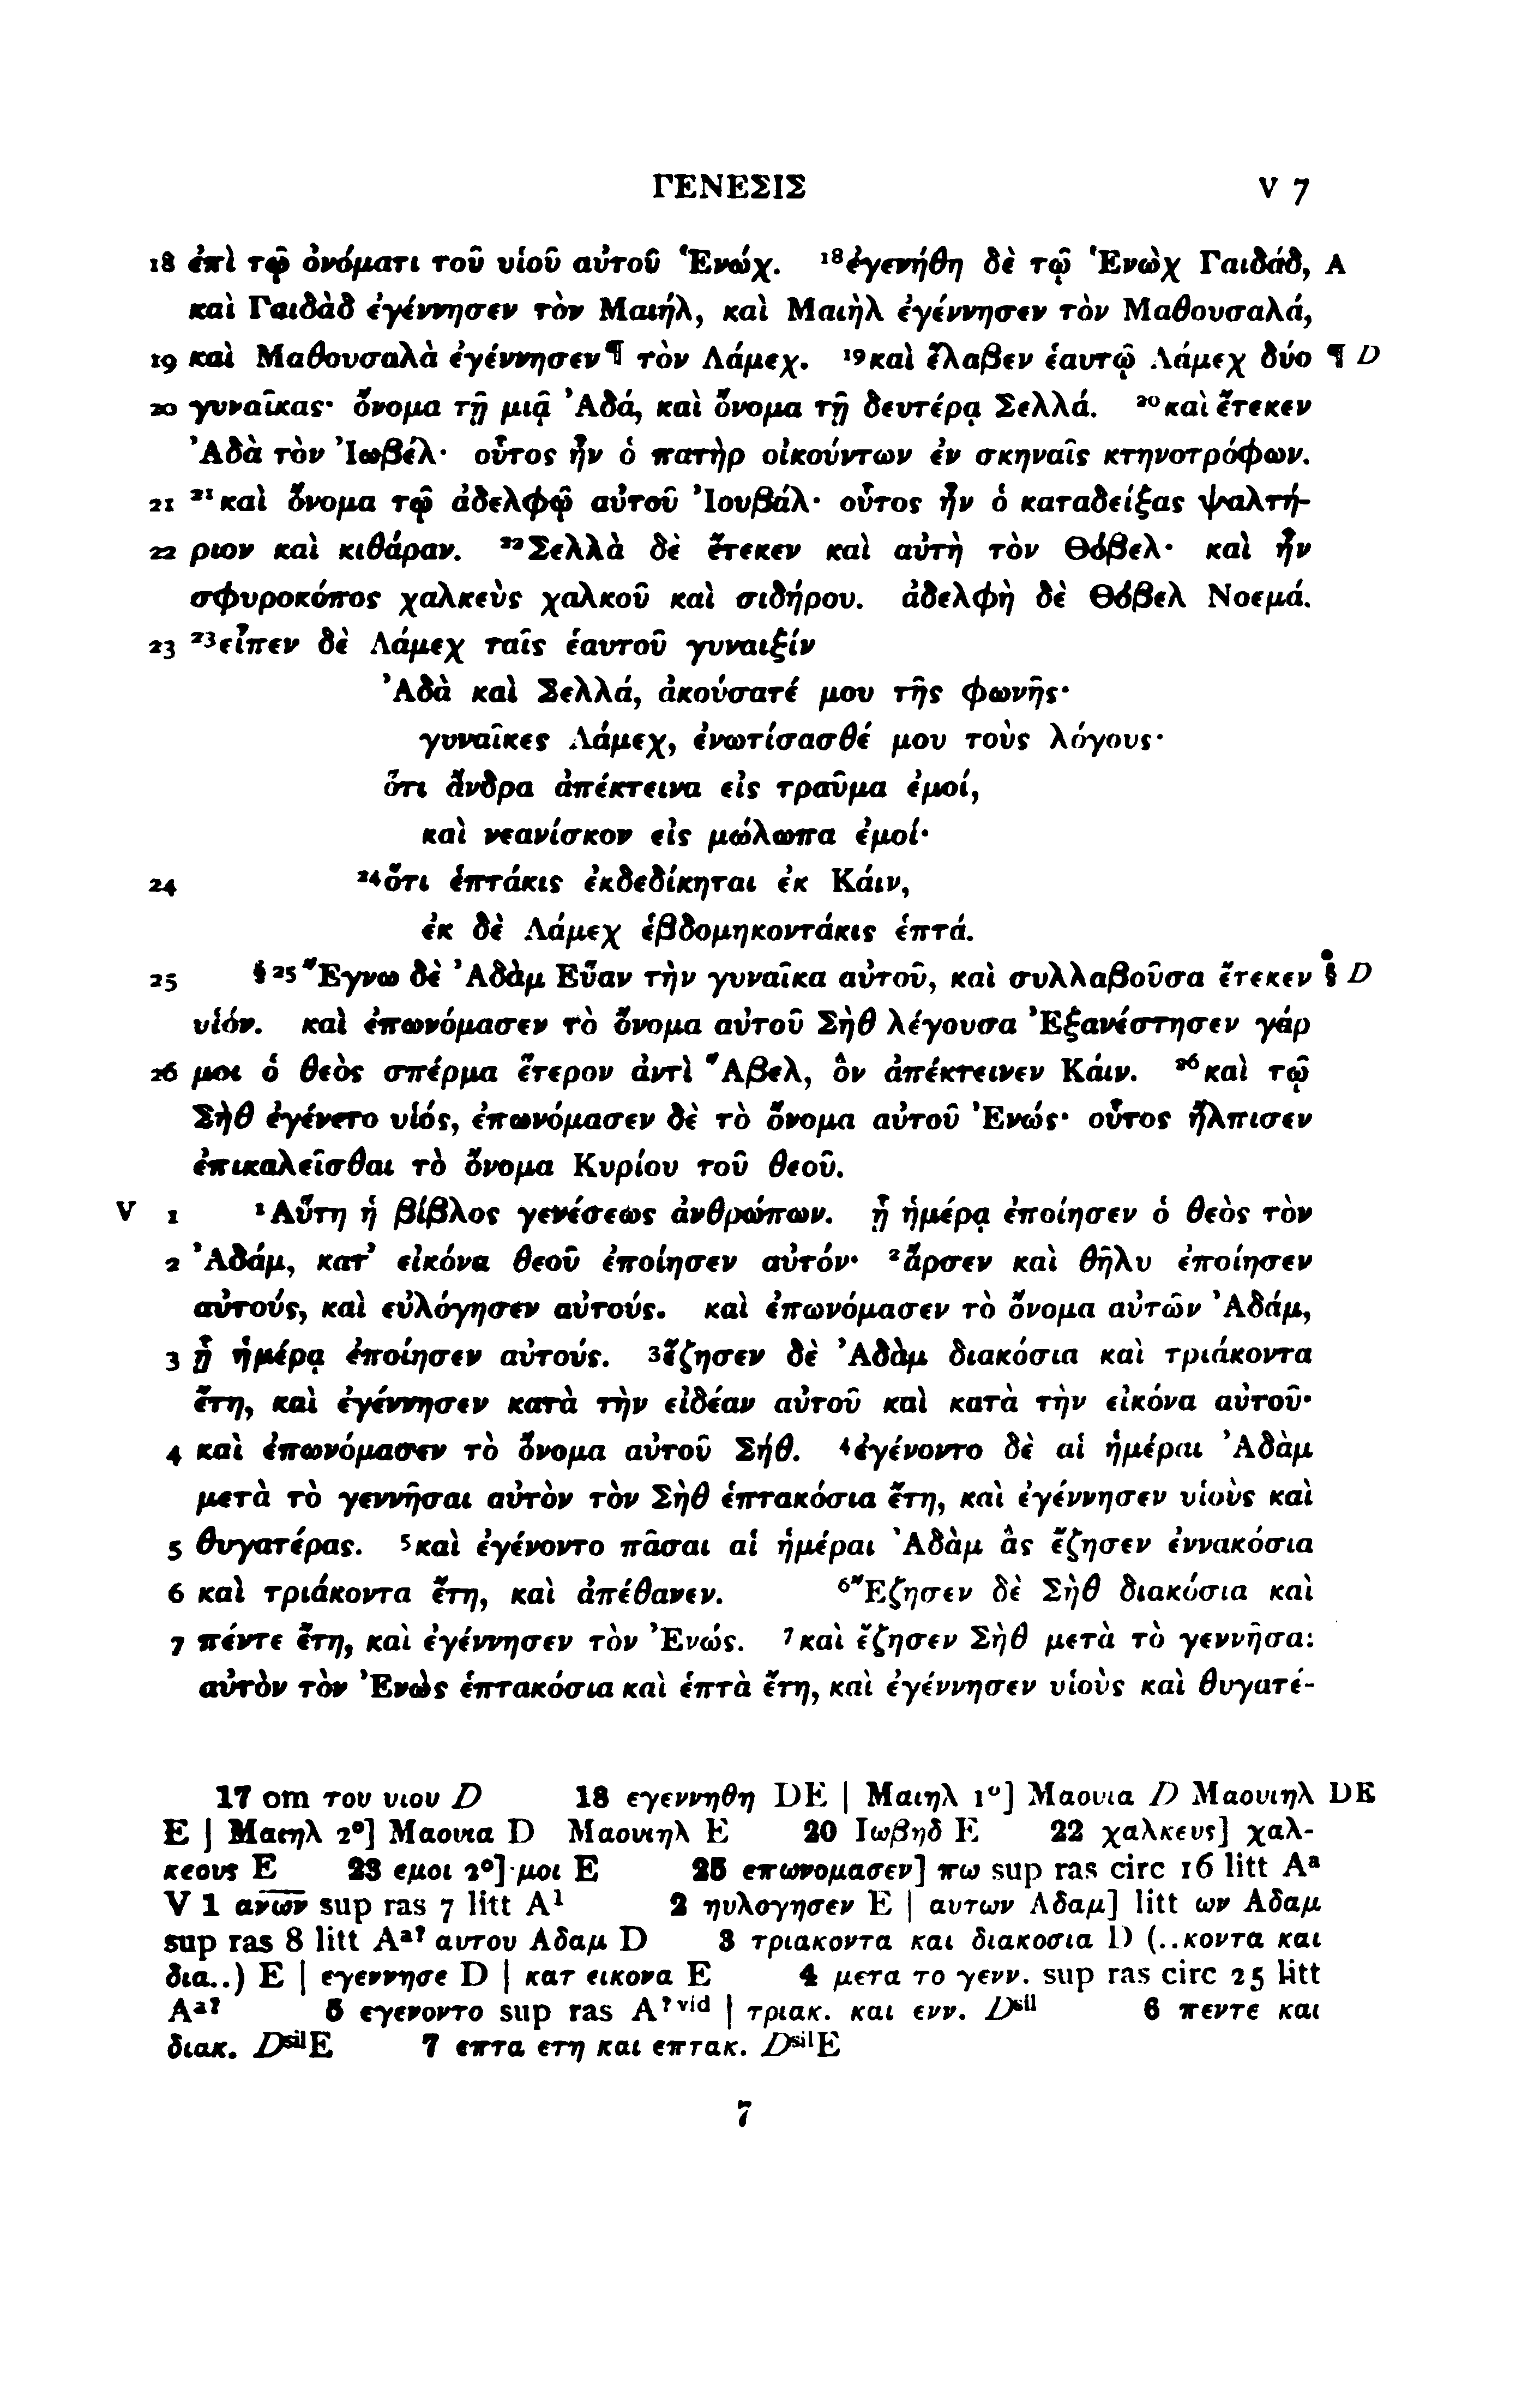 ΓΕΝΕΣΙΣ V 7
18 ἐπὶ τῷ ὀνόματι τοῦ υἱοῦ αὐτοῦ Ἑνώχ. ¹⁸ἐγενήθη δὲ τῷ Ἑνὼχ Γαιδάδ, A
καὶ Γαιδὰδ ἐγέννησεν τὸν Μαιήλ, καὶ Μαιὴλ ἐγέννησεν τὸν Μαθουσαλά,
19 καὶ Μαθουσαλὰ ἐγέννησεν¶ τὸν Λάμεχ. ¹⁹καὶ ἔλαβεν ἑαυτῷ Λάμεχ δύο ¶ D
20 γυναῖκας· ὄνομα τῇ μιᾷ Ἀδά, καὶ ὄνομα τῇ δευτέρᾳ Σελλά. ²⁰καὶ ἔτεκεν
Ἀδὰ τὸν Ἰωβέλ· οὗτος ἦν ὁ πατὴρ οἰκούντων ἐν σκηναῖς κτηνοτρόφων.
21 ²¹καὶ ὄνομα τῷ ἀδελφῷ αὐτοῦ Ἰουβάλ· οὗτος ἦν ὁ καταδείξας ψαλτή-
22 ριον καὶ κιθάραν. ²²Σελλὰ δὲ ἔτεκεν καὶ αὐτὴ τὸν Θόβελ· καὶ ἦν
σφυροκόπος χαλκεὺς χαλκοῦ καὶ σιδήρου. ἀδελφὴ δὲ Θόβελ Νοεμά.
23 ²³εἶπεν δὲ Λάμεχ ταῖς ἑαυτοῦ γυναιξίν
Ἀδὰ καὶ Σελλά, ἀκούσατέ μου τῆς φωνῆς·
γυναῖκες Λάμεχ, ἐνωτίσασθέ μου τοὺς λόγους·
ὅτι ἄνδρα ἀπέκτεινα εἰς τραῦμα ἐμοί,
καὶ νεανίσκον εἰς μώλωπα ἐμοί·
24 ²⁴ὅτι ἑπτάκις ἐκδεδίκηται ἐκ Κάιν,
ἐκ δὲ Λάμεχ ἑβδομηκοντάκις ἑπτά.
25 § ²⁵Ἔγνω δὲ Ἀδὰμ Εὕαν τὴν γυναῖκα αὐτοῦ, καὶ συλλαβοῦσα ἔτεκεν § D
υἱόν. καὶ ἐπωνόμασεν τὸ ὄνομα αὐτοῦ Σὴθ λέγουσα Ἐξανέστησεν γάρ
26 μοι ὁ θεὸς σπέρμα ἕτερον ἀντὶ Ἅβελ, ὃν ἀπέκτεινεν Κάιν. ²⁶καὶ τῷ
Σὴθ ἐγένετο υἱός, ἐπωνόμασεν δὲ τὸ ὄνομα αὐτοῦ Ἐνώς· οὗτος ἤλπισεν
ἐπικαλεῖσθαι τὸ ὄνομα Κυρίου τοῦ θεοῦ.
V 1 ¹Αὕτη ἡ βίβλος γενέσεως ἀνθρώπων. ᾗ ἡμέρᾳ ἐποίησεν ὁ θεὸς τὸν
2 Ἀδάμ, κατ’ εἰκόνα θεοῦ ἐποίησεν αὐτόν· ²ἄρσεν καὶ θῆλυ ἐποίησεν
αὐτούς, καὶ εὐλόγησεν αὐτούς. καὶ ἐπωνόμασεν τὸ ὄνομα αὐτῶν Ἀδάμ,
3 ᾗ ἡμέρᾳ ἐποίησεν αὐτούς. ³ἔζησεν δὲ Ἀδὰμ διακόσια καὶ τριάκοντα
ἔτη, καὶ ἐγέννησεν κατὰ τὴν εἰδέαν αὐτοῦ καὶ κατὰ τὴν εἰκόνα αὐτοῦ·
4 καὶ ἐπωνόμασεν τὸ ὄνομα αὐτοῦ Σήθ. ⁴ἐγένοντο δὲ αἱ ἡμέραι Ἀδὰμ
μετὰ τὸ γεννῆσαι αὐτὸν τὸν Σὴθ ἑπτακόσια ἔτη, καὶ ἐγέννησεν υἱοὺς καὶ
5 θυγατέρας. ⁵καὶ ἐγένοντο πᾶσαι αἱ ἡμέραι Ἀδὰμ ἃς ἔζησεν ἐννακόσια
6 καὶ τριάκοντα ἔτη, καὶ ἀπέθανεν. ⁶Ἔζησεν δὲ Σὴθ διακόσια καὶ
7 πέντε ἔτη, καὶ ἐγέννησεν τὸν Ἐνώς. ⁷καὶ ἔζησεν Σὴθ μετὰ τὸ γεννῆσαι
αὐτὸν τὸν Ἐνὼς ἑπτακόσια καὶ ἑπτὰ ἔτη, καὶ ἐγέννησεν υἱοὺς καὶ θυγατέ-
17 om του υιου D 18 εγεννηθη DE | Μαιηλ 1°] Μαουια D Μαουιηλ DE
E | Μαιηλ 2°] Μαουια D Μαουιηλ E 20 Ιωβηδ E 22 χαλκευς] χαλ-
κεους E 23 εμοι 2°] μοι E 25 επωνομασεν] πω sup ras circ 16 litt Aᵃ
V 1 ανων sup ras 7 litt A¹ 2 ηυλογησεν E | αυτων Αδαμ] litt ων Αδαμ
sup ras 8 litt Aᵃ? αυτου Αδαμ D 3 τριακοντα και διακοσια D (..κοντα και
δια..) E | εγεννησε D | κατ εικονα E 4 μετα το γενν. sup ras circ 25 litt
Aᵃ? 5 εγενοντο sup ras A?ᵛⁱᵈ | τριακ. και ενν. Dˢⁱˡ 6 πεντε και
διακ. DˢⁱˡE 7 επτα ετη και επτακ. DˢⁱˡE
7